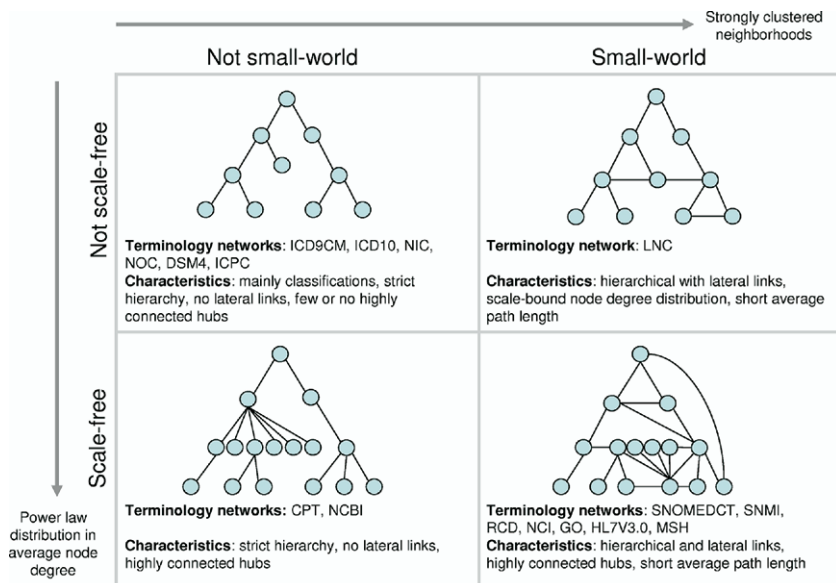 Strongly clustered
neighborhoods
Not small-world
Small-world
Not scale-free
Terminology networks: ICD9CM, ICD10, NIC,
NOC, DSM4, ICPC
Characteristics: mainly classifications, strict
hierarchy, no lateral links, few or no highly
connected hubs
Terminology network: LNC
Characteristics: hierarchical with lateral links,
scale-bound node degree distribution, short average
path length
Scale-free
Terminology networks: CPT, NCBI
Characteristics: strict hierarchy, no lateral links,
highly connected hubs
Terminology networks: SNOMEDCT, SNMI,
RCD, NCI, GO, HL7V3.0, MSH
Characteristics: hierarchical and lateral links,
highly connected hubs, short average path length
Power law
distribution in
average node
degree